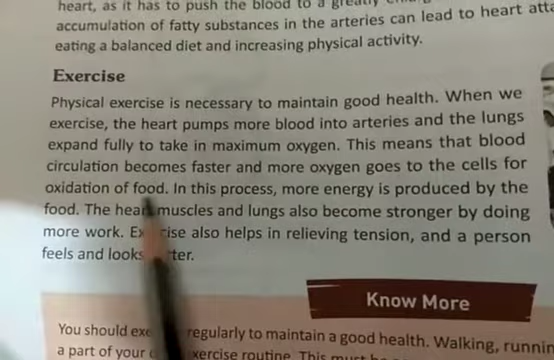 heart, as it has to push the blood to a
accumulation of fatty substances in the arteries can lead to heart
eating a balanced diet and increasing physical activity.
Exercise
Physical exercise is necessary to maintain good health. When we
exercise, the heart pumps more blood into arteries and the lungs
expand fully to take in maximum oxygen. This means that blood
circulation becomes faster and more oxygen goes to the cells for
oxidation of food. In this process, more energy is produced by the
food. The heart muscles and lungs also become stronger by doing
more work. Exercise also helps in relieving tension, and a person
feels and looks
Know More
You should regularly to maintain a good health. Walking,
a part of your exercise routine. This must